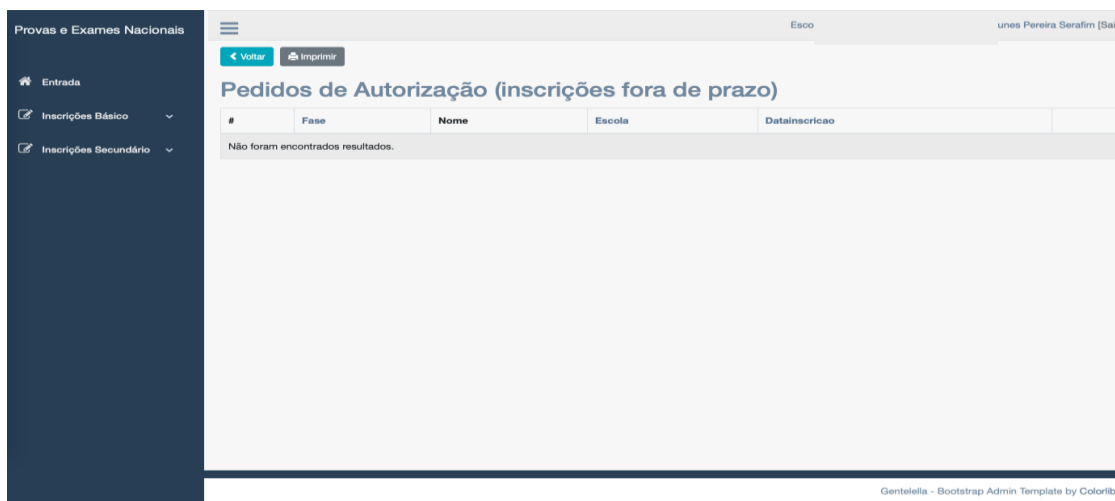 Provas e Exames Nacionais
Esco unes Pereira Serafim [Sai
Voltar Imprimir
Entrada
Pedidos de Autorização (inscrições fora de prazo)
Inscrições Básico
# Fase Nome Escola Datainscricao
Inscrições Secundário
Não foram encontrados resultados.
Gentelella - Bootstrap Admin Template by Colorlib